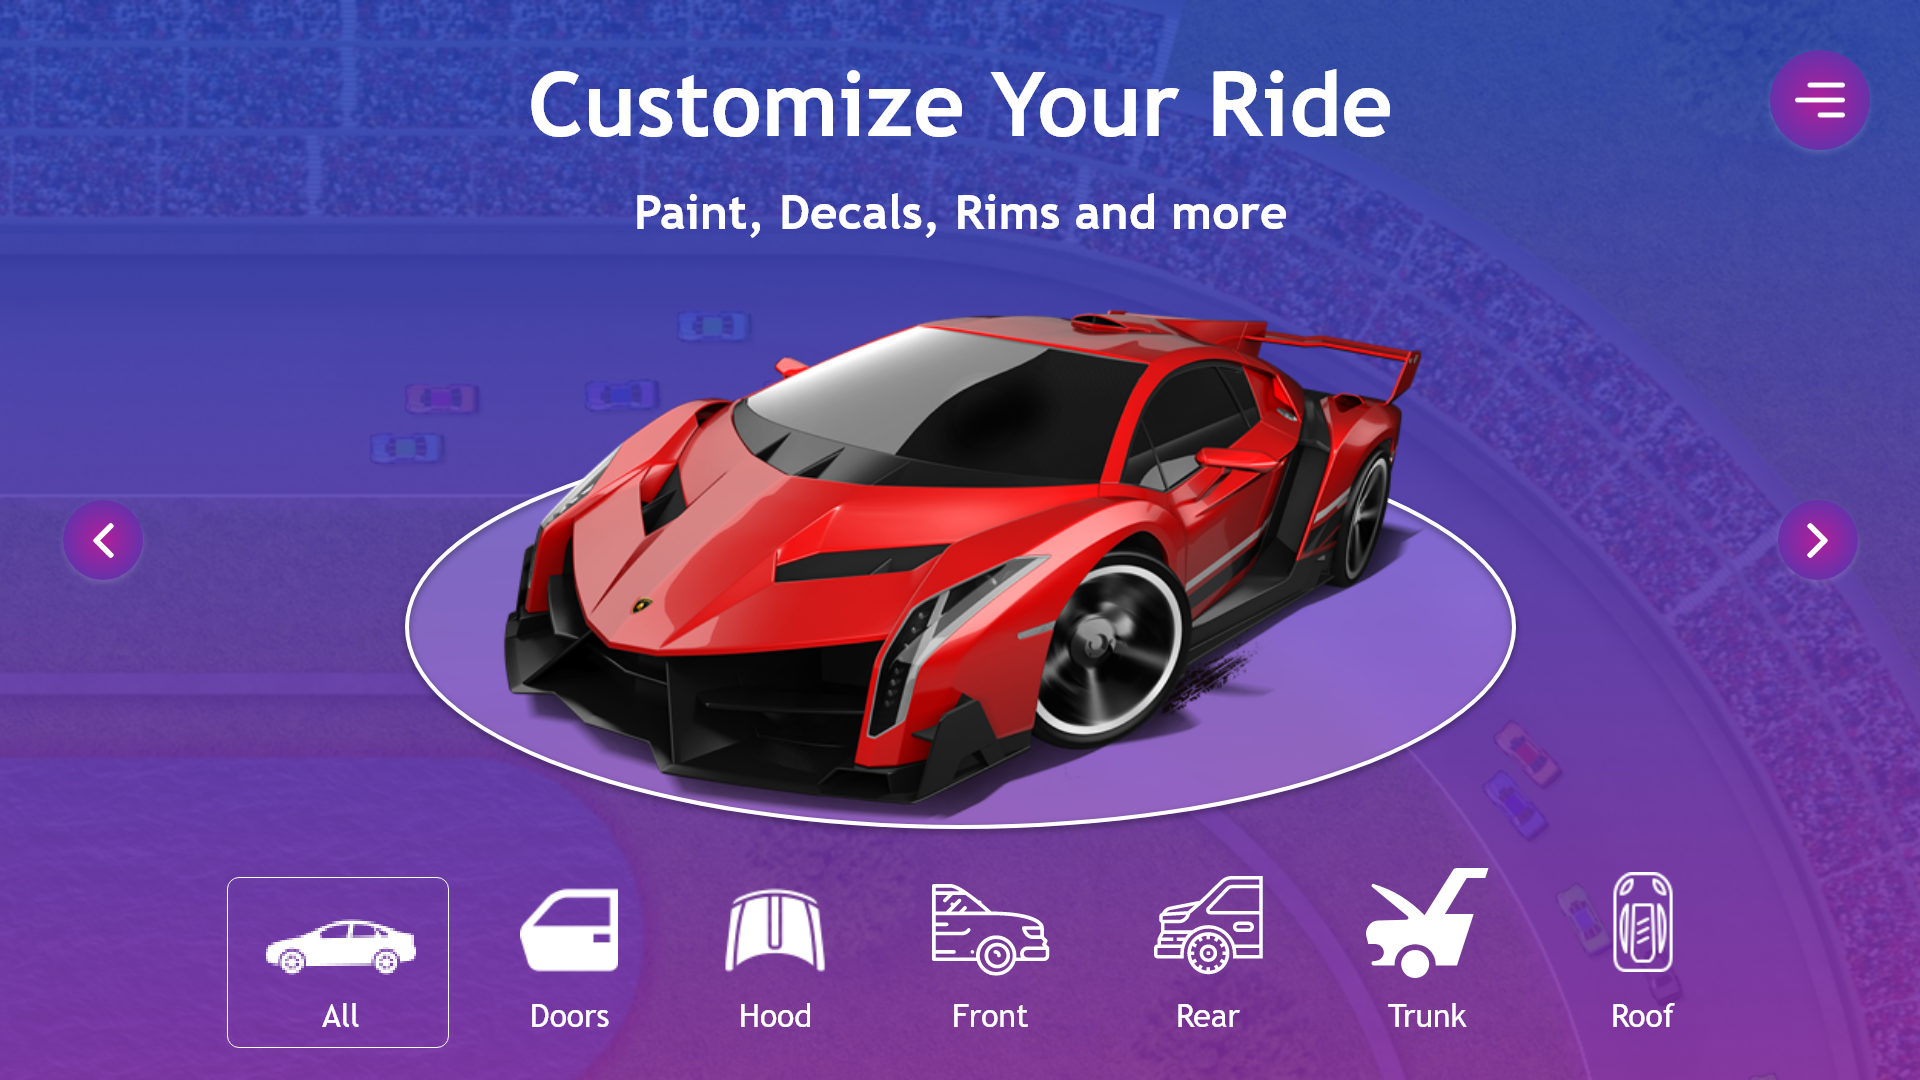 Customize Your Ride
Paint, Decals, Rims and more
All
Doors
Hood
Front
Rear
Trunk
Roof